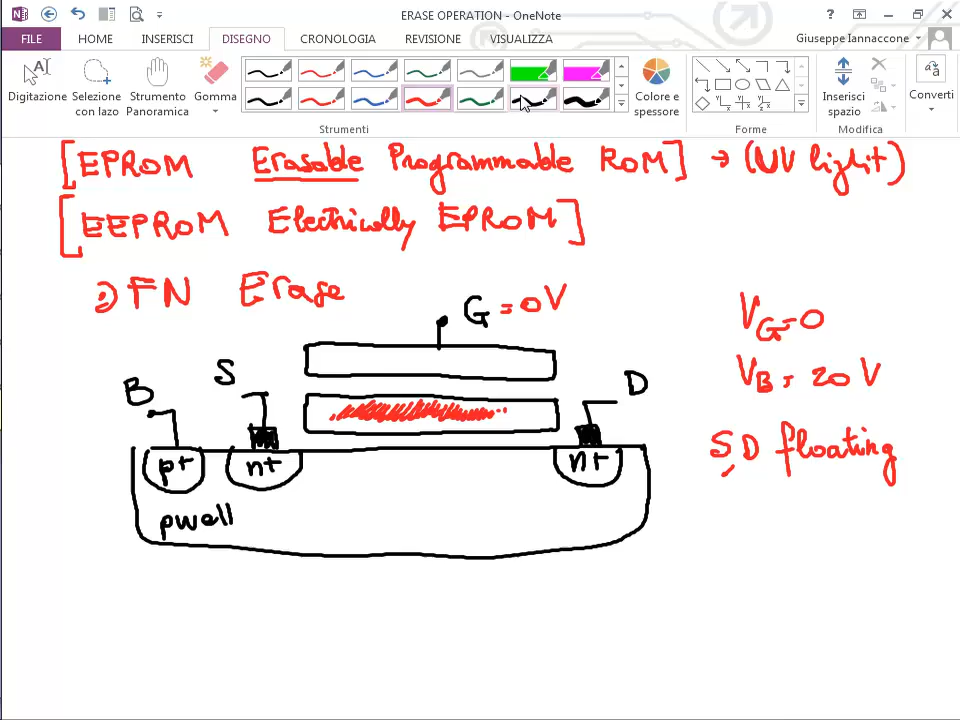 ERASE OPERATION - OneNote
FILE HOME INSERISCI DISEGNO CRONOLOGIA REVISIONE VISUALIZZA Giuseppe Iannaccone
Digitazione Selezione con lazo Strumento Panoramica Gomma Colore e spessore Inserisci spazio Converti
Strumenti Forme Modifica
[EPROM Erasable Programmable ROM] → (UV light)
[EEPROM Electrically EPROM]
FN Erase
G = 0V
VG = 0
S
VB = 20 V
B
D
S, D floating
p+ n+ n+
pwell